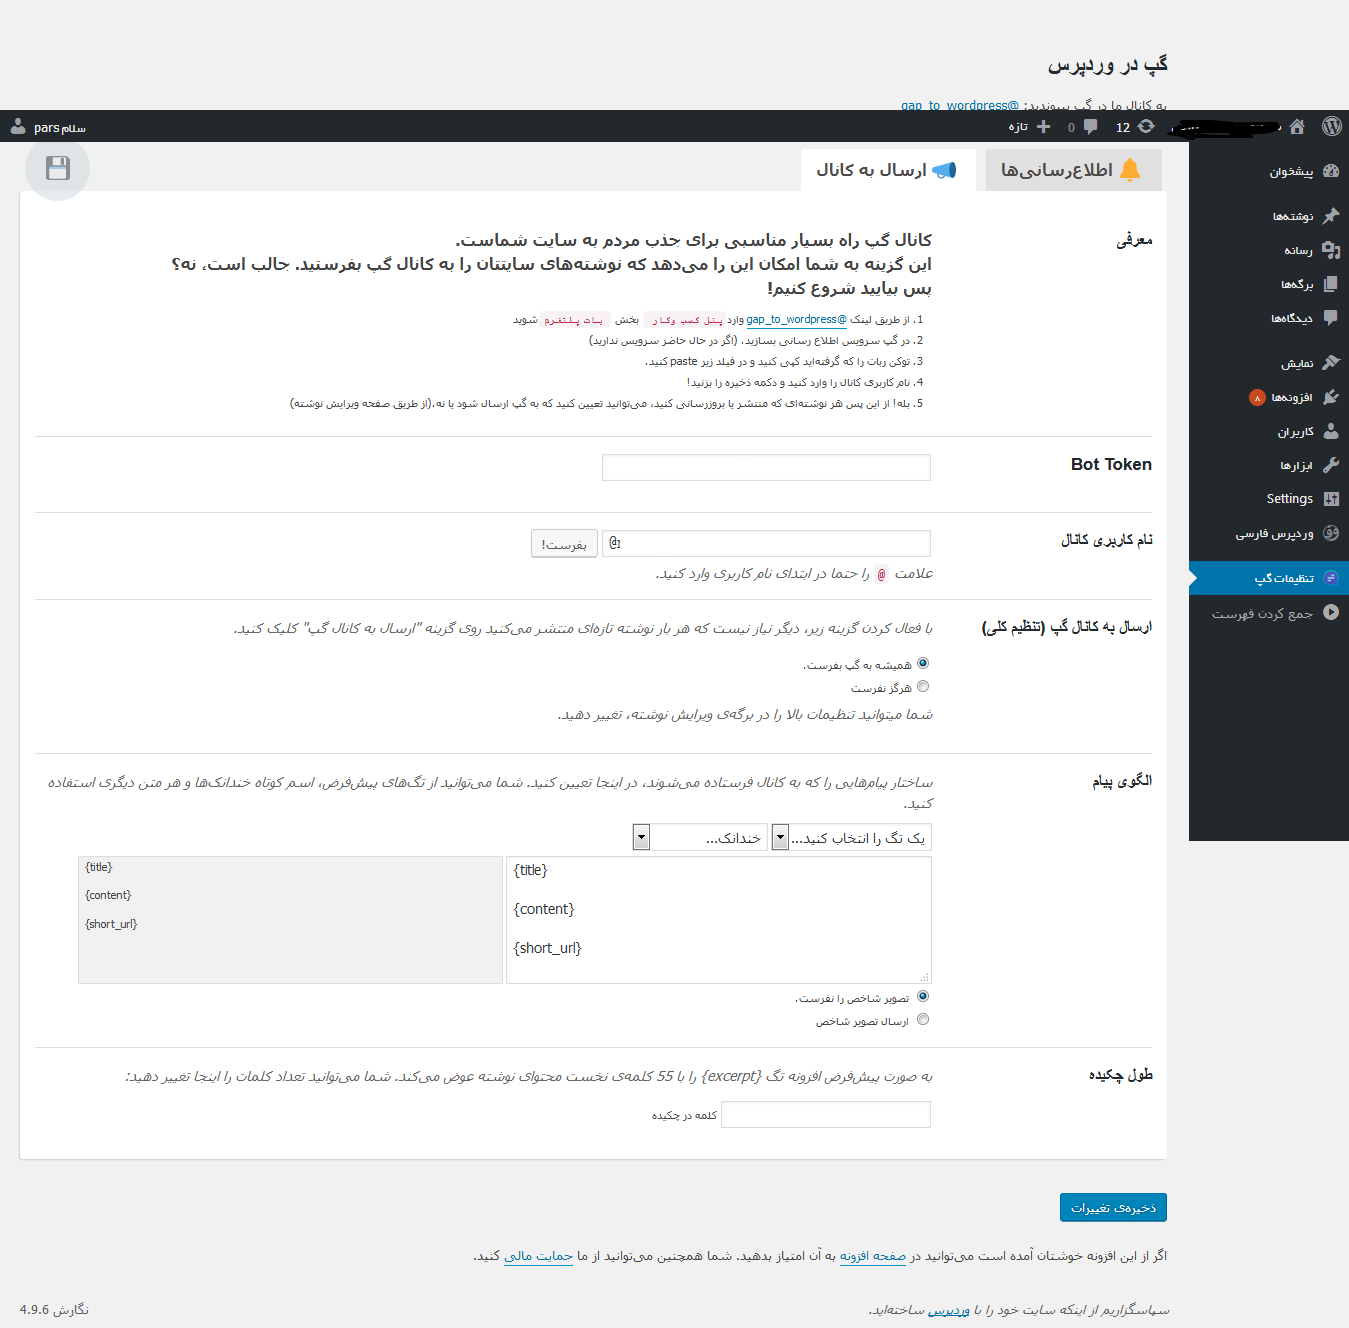 گپ در وردپرس
به کانال ما در گپ بپیوندید: @gap_to_wordpress
12
0
تازه
سلام pars
اطلاع‌رسانی‌ها
ارسال به کانال
پیشخوان
نوشته‌ها
رسانه
برگه‌ها
دیدگاه‌ها
نمایش
افزونه‌ها ۸
کاربران
ابزارها
Settings
وردپرس فارسی
تنظیمات گپ
جمع کردن فهرست
معرفی
کانال گپ راه بسیار مناسبی برای جذب مردم به سایت شماست.
این گزینه به شما امکان این را می‌دهد که نوشته‌های سایتتان را به کانال گپ بفرستید. جالب است، نه؟
پس بیایید شروع کنیم!
1. از طریق لینک @gap_to_wordpress وارد پنل کسب وکار بخش بات پلتفرم شوید
2. در گپ سرویس اطلاع رسانی بسازید. (اگر در حال حاضر سرویس ندارید)
3. توکن ربات را که گرفته‌اید کپی کنید و در فیلد زیر paste کنید.
4. نام کاربری کانال را وارد کنید و دکمه ذخیره را بزنید!
5. بله! از این پس هر نوشته‌ای که منتشر یا بروزرسانی کنید، می‌توانید تعیین کنید که به گپ ارسال شود یا نه.(از طریق صفحه ویرایش نوشته)
Bot Token
نام کاربری کانال
@
بفرست!
علامت @ را حتما در ابتدای نام کاربری وارد کنید.
ارسال به کانال گپ (تنظیم کلی)
با فعال کردن گزینه زیر، دیگر نیاز نیست که هر بار نوشته تازه‌ای منتشر می‌کنید روی گزینه "ارسال به کانال گپ" کلیک کنید.
همیشه به گپ بفرست.
هرگز نفرست
شما میتوانید تنظیمات بالا را در برگه‌ی ویرایش نوشته، تغییر دهید.
الگوی پیام
ساختار پیام‌هایی را که به کانال فرستاده می‌شوند، در اینجا تعیین کنید. شما می‌توانید از تگ‌های پیش‌فرض، اسم کوتاه خندانک‌ها و هر متن دیگری استفاده
کنید.
یک تگ را انتخاب کنید...
خندانک...
{title}
{content}
{short_url}
{title}
{content}
{short_url}
تصویر شاخص را نفرست.
ارسال تصویر شاخص
طول چکیده
به صورت پیش‌فرض افزونه تگ {excerpt} را با 55 کلمه‌ی نخست محتوای نوشته عوض می‌کند. شما می‌توانید تعداد کلمات را اینجا تغییر دهید:
کلمه در چکیده
ذخیره‌ی تغییرات
اگر از این افزونه خوشتان آمده است می‌توانید در صفحه افزونه به آن امتیاز بدهید. شما همچنین می‌توانید از ما حمایت مالی کنید.
سپاسگزاریم از اینکه سایت خود را با وردپرس ساخته‌اید.
نگارش 4.9.6